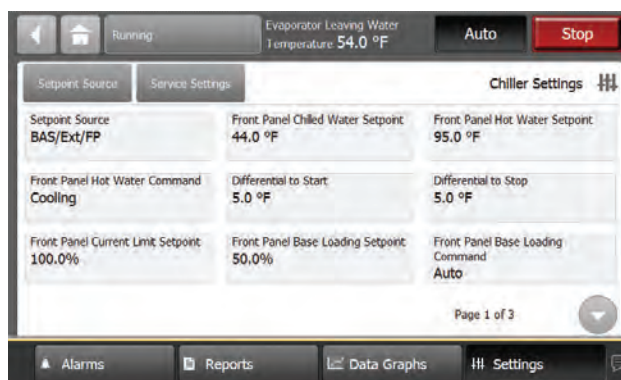 Running
Evaporator Leaving Water
Temperature 54.0 °F
Auto
Stop
Setpoint Source
Service Settings
Chiller Settings
Setpoint Source
BAS/Ext/FP
Front Panel Chilled Water Setpoint
44.0 °F
Front Panel Hot Water Setpoint
95.0 °F
Front Panel Hot Water Command
Cooling
Differential to Start
5.0 °F
Differential to Stop
5.0 °F
Front Panel Current Limit Setpoint
100.0%
Front Panel Base Loading Setpoint
50.0%
Front Panel Base Loading
Command
Auto
Page 1 of 3
Alarms
Reports
Data Graphs
Settings